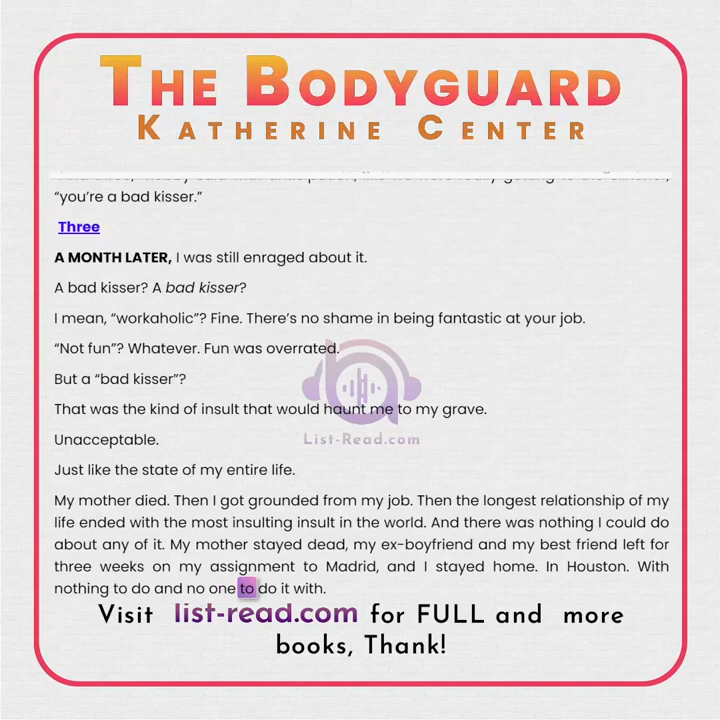 THE BODYGUARD
KATHERINE CENTER
“you’re a bad kisser.”
Three
A MONTH LATER, I was still enraged about it.
A bad kisser? A bad kisser?
I mean, “workaholic”? Fine. There’s no shame in being fantastic at your job.
“Not fun”? Whatever. Fun was overrated.
But a “bad kisser”?
That was the kind of insult that would haunt me to my grave.
Unacceptable.
List-Read.com
Just like the state of my entire life.
My mother died. Then I got grounded from my job. Then the longest relationship of my
life ended with the most insulting insult in the world. And there was nothing I could do
about any of it. My mother stayed dead, my ex-boyfriend and my best friend left for
three weeks on my assignment to Madrid, and I stayed home. In Houston. With
nothing to do and no one to do it with.
Visit list-read.com for FULL and more
books, Thank!